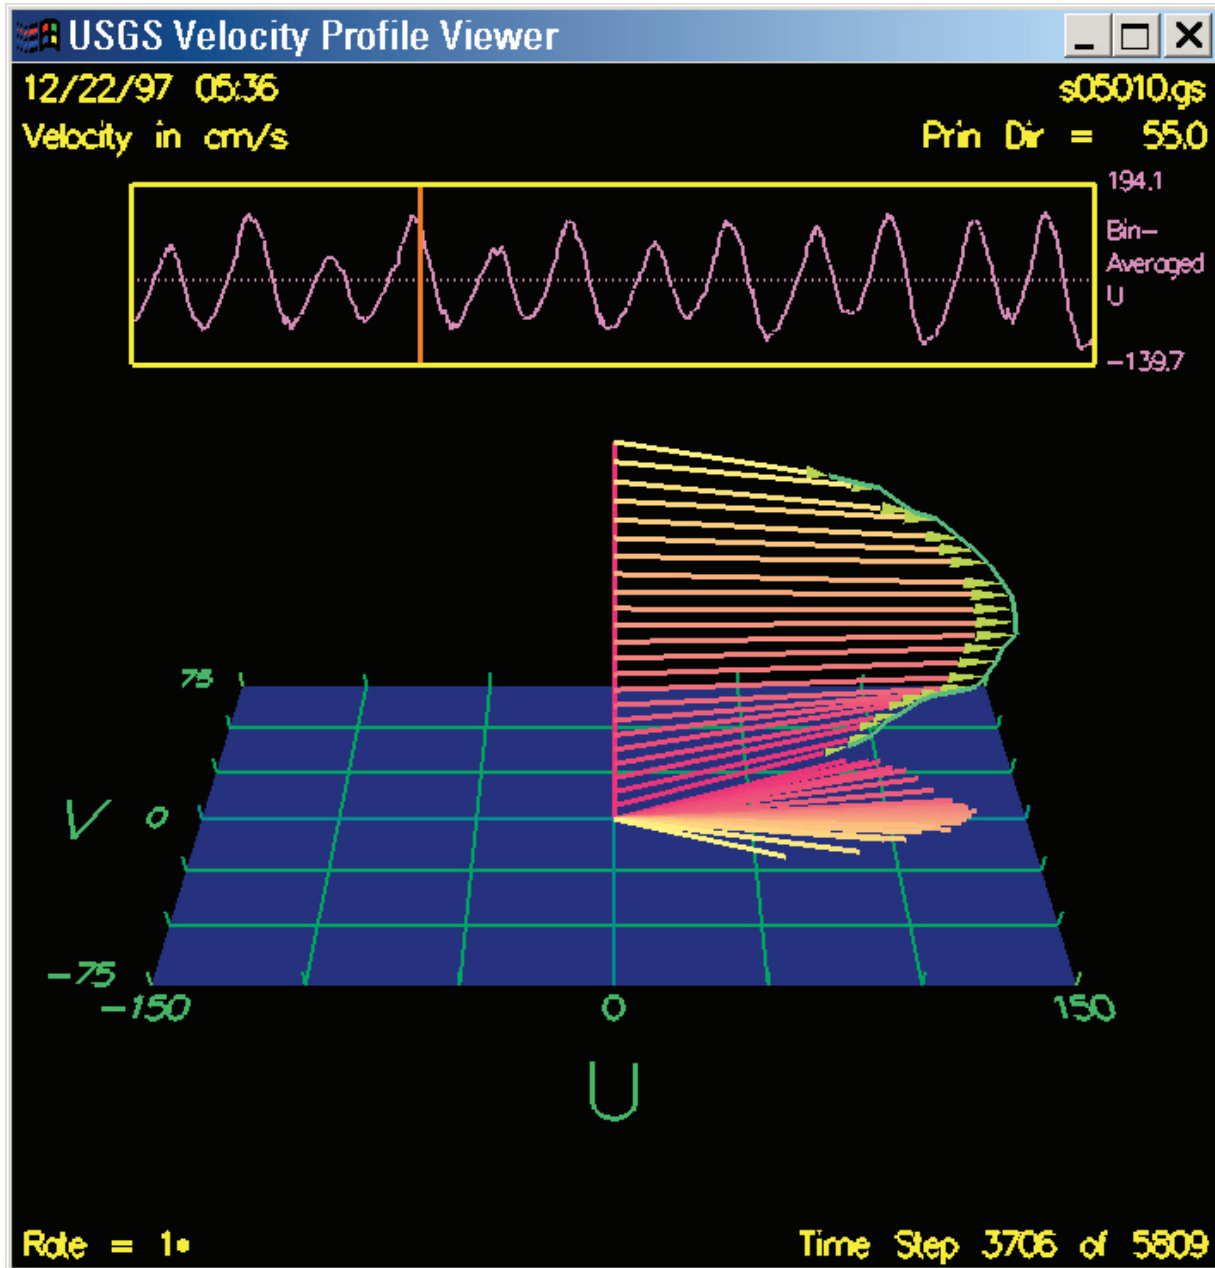 USGS Velocity Profile Viewer
12/22/97 05:36
s05010.gs
Velocity in cm/s
Prin Dir = 55.0
194.1
Bin-
Averaged
U
-139.7
75
V 0
-75
-150
0
150
U
Rate = 1*
Time Step 3706 of 5809